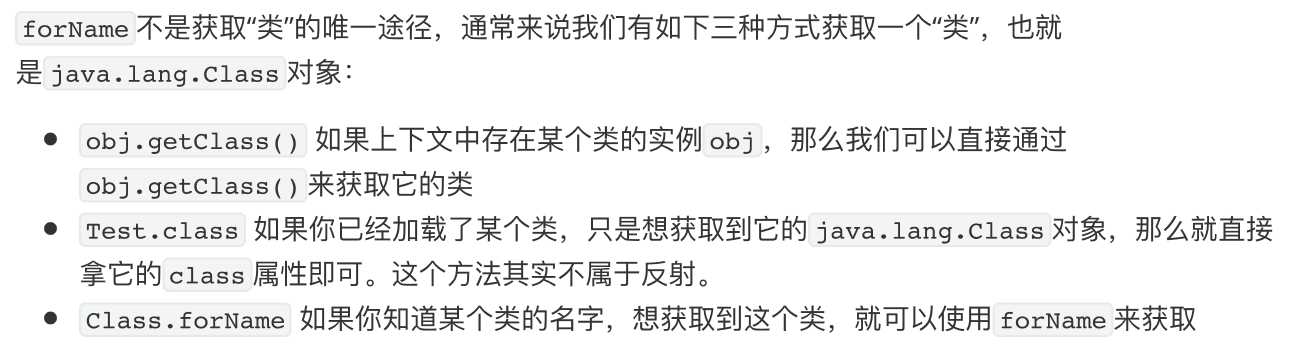 forName不是获取“类”的唯一途径，通常来说我们有如下三种方式获取一个“类”，也就
是java.lang.Class对象：
• obj.getClass() 如果上下文中存在某个类的实例obj，那么我们可以直接通过
obj.getClass()来获取它的类
• Test.class 如果你已经加载了某个类，只是想获取到它的java.lang.Class对象，那么就直接
拿它的class属性即可。这个方法其实不属于反射。
• Class.forName 如果你知道某个类的名字，想获取到这个类，就可以使用forName来获取